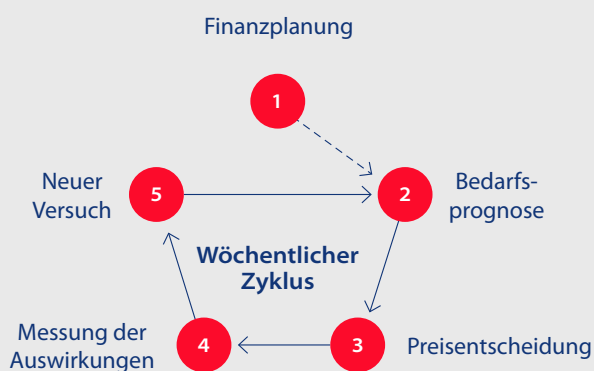 Finanzplanung
1
Neuer
Versuch
5
2
Bedarfs-
prognose
Wöchentlicher
Zyklus
Messung der
Auswirkungen
4
3
Preisentscheidung